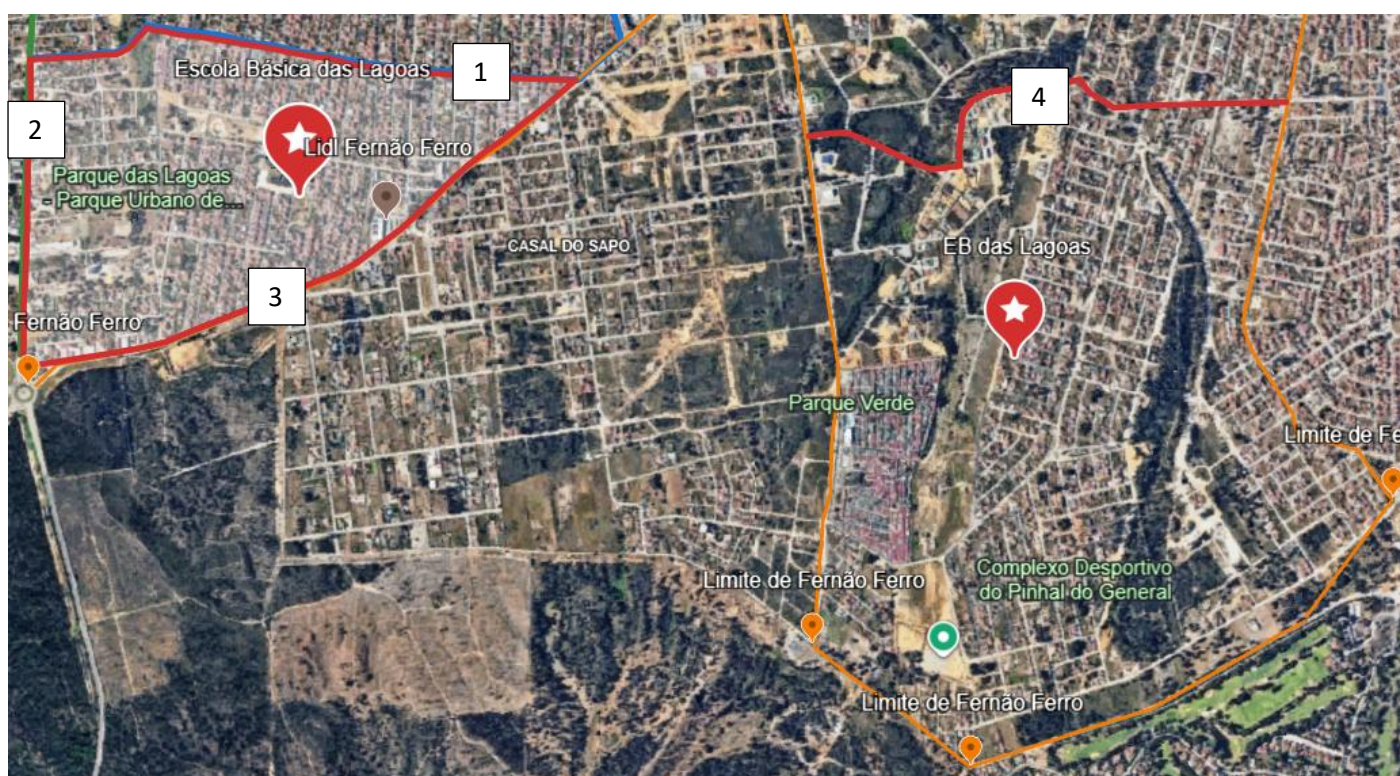 1
Escola Básica das Lagoas
4
2
Lidl Fernão Ferro
Parque das Lagoas
- Parque Urbano de...
CASAL DO SAPO
EB das Lagoas
3
Fernão Ferro
Parque Verde
Limite de Fe
Limite de Fernão Ferro
Complexo Desportivo
do Pinhal do General
Limite de Fernão Ferro